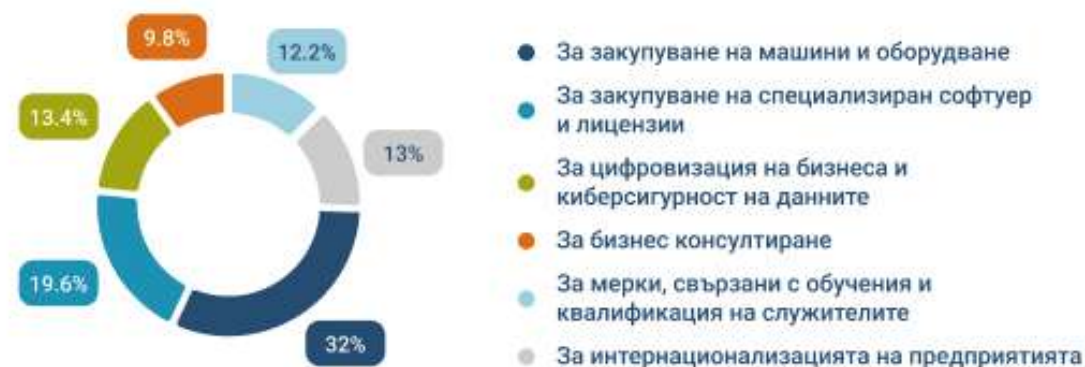 9.8%
12.2%
13.4%
13%
19.6%
32%
За закупуване на машини и оборудване
За закупуване на специализиран софтуер
и лицензии
За цифровизация на бизнеса и
киберсигурност на данните
За бизнес консултиране
За мерки, свързани с обучения и
квалификация на служителите
За интернационализацията на предприятията